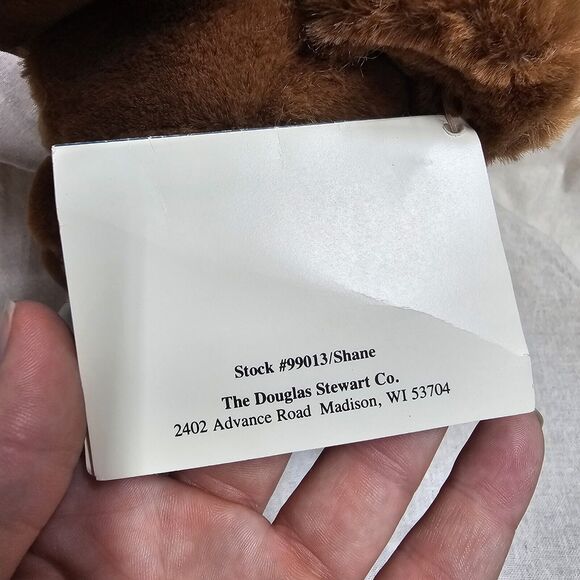 Stock #99013/Shane
The Douglas Stewart Co.
2402 Advance Road Madison, WI 53704